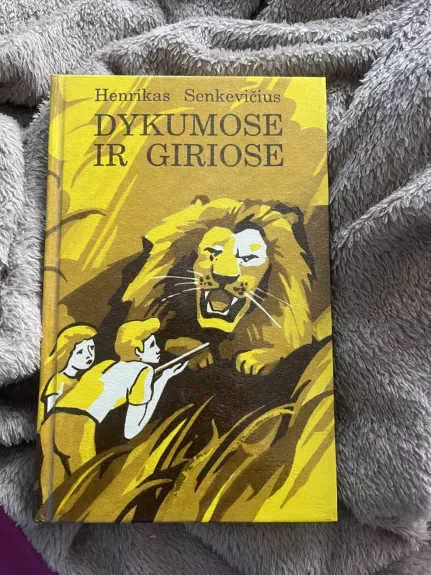 Henrikas Senkevičius
DYKUMOSE
IR GIRIOSE